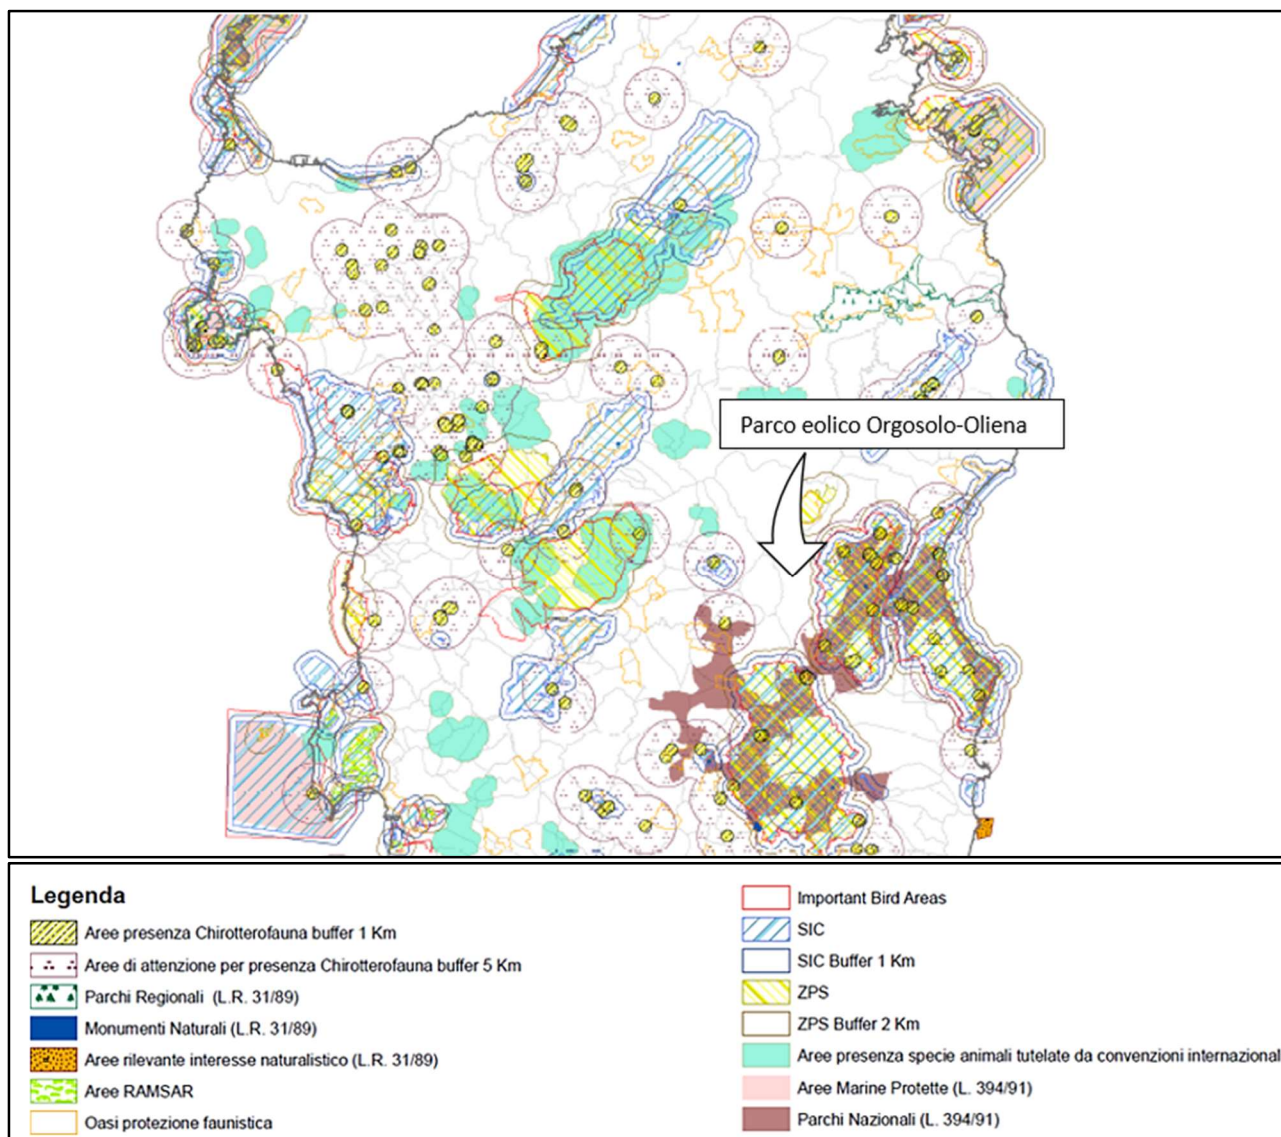 Parco eolico Orgosolo-Oliena
Legenda
Aree presenza Chirotterofauna buffer 1 Km
Aree di attenzione per presenza Chirotterofauna buffer 5 Km
Parchi Regionali (L.R. 31/89)
Monumenti Naturali (L.R. 31/89)
Aree rilevante interesse naturalistico (L.R. 31/89)
Aree RAMSAR
Oasi protezione faunistica
Important Bird Areas
SIC
SIC Buffer 1 Km
ZPS
ZPS Buffer 2 Km
Aree presenza specie animali tutelate da convenzioni internazional
Aree Marine Protette (L. 394/91)
Parchi Nazionali (L. 394/91)